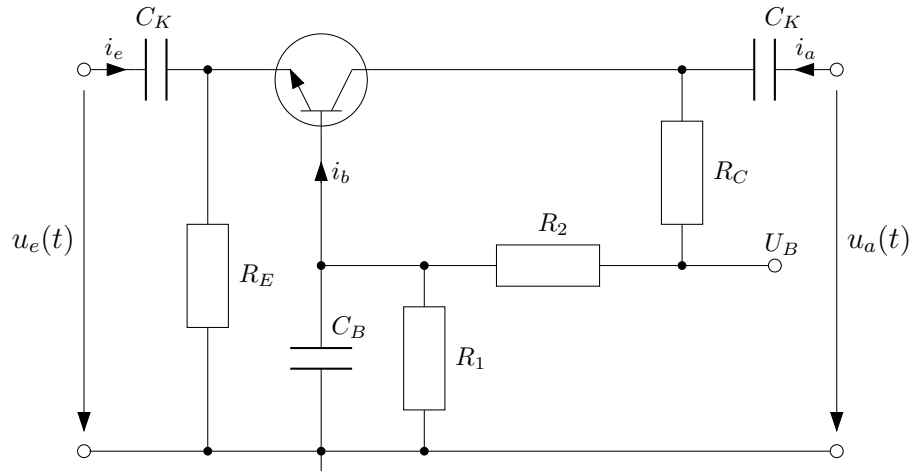 C_K
C_K
i_e
i_a
i_b
R_C
u_e(t)
R_2
U_B
u_a(t)
R_E
C_B
R_1